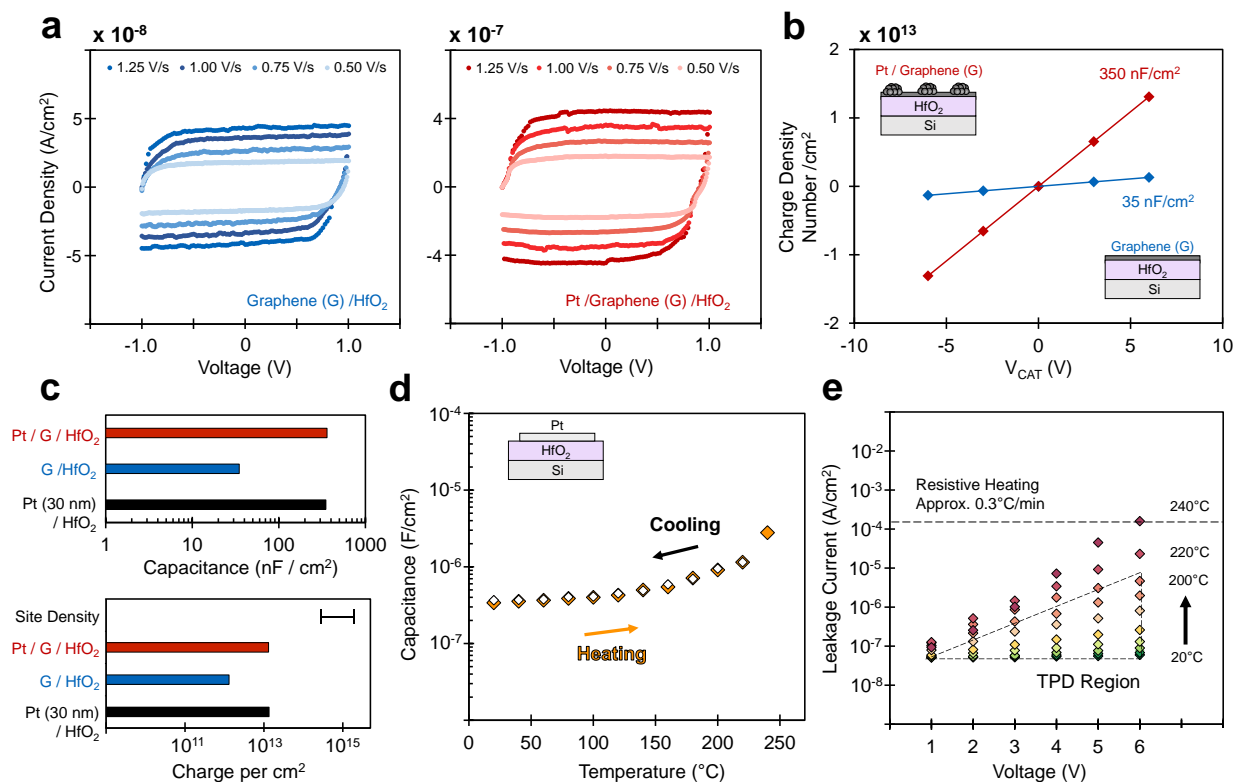 a
x 10⁻⁸
1.25 V/s 1.00 V/s 0.75 V/s 0.50 V/s
Current Density (A/cm²)
5
0
-5
-1.0 0 1.0
Voltage (V)
Graphene (G) /HfO₂
x 10⁻⁷
1.25 V/s 1.00 V/s 0.75 V/s 0.50 V/s
4
0
-4
-1.0 0 1.0
Voltage (V)
Pt /Graphene (G) /HfO₂
b
x 10¹³
Charge Density
Number /cm²
2
1
0
-1
-2
-10 -5 0 5 10
V_CAT (V)
Pt / Graphene (G)
HfO₂
Si
350 nF/cm²
35 nF/cm²
Graphene (G)
HfO₂
Si
c
Pt / G / HfO₂
G /HfO₂
Pt (30 nm)
/ HfO₂
1 10 100 1000
Capacitance (nF / cm²)
Site Density
Pt / G / HfO₂
G / HfO₂
Pt (30 nm)
/ HfO₂
10¹¹ 10¹³ 10¹⁵
Charge per cm²
d
Capacitance (F/cm²)
10⁻⁴
10⁻⁵
10⁻⁶
10⁻⁷
Pt
HfO₂
Si
Cooling
Heating
0 50 100 150 200 250
Temperature (°C)
e
Leakage Current (A/cm²)
10⁻²
10⁻³
10⁻⁴
10⁻⁵
10⁻⁶
10⁻⁷
10⁻⁸
Resistive Heating
Approx. 0.3°C/min
240°C
220°C
200°C
20°C
TPD Region
1 2 3 4 5 6
Voltage (V)